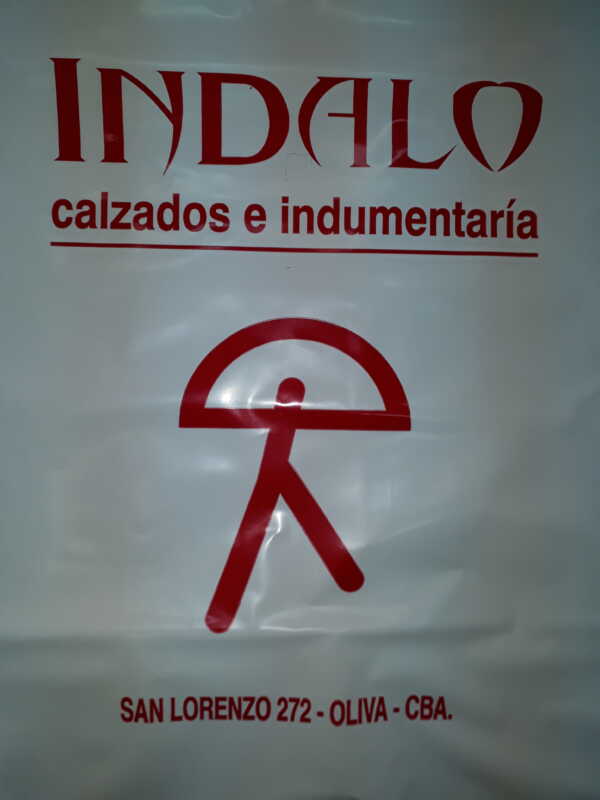 INDALO
calzados e indumentaría
SAN LORENZO 272 - OLIVA - CBA.